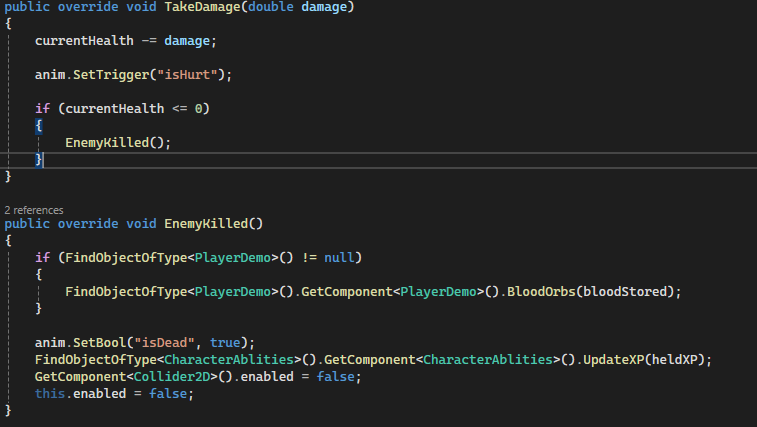 public override void TakeDamage(double damage)
{
    currentHealth -= damage;

    anim.SetTrigger("isHurt");

    if (currentHealth <= 0)
    {
        EnemyKilled();
    }
}

2 references
public override void EnemyKilled()
{
    if (FindObjectOfType<PlayerDemo>() != null)
    {
        FindObjectOfType<PlayerDemo>().GetComponent<PlayerDemo>().BloodOrbs(bloodStored);
    }

    anim.SetBool("isDead", true);
    FindObjectOfType<CharacterAblities>().GetComponent<CharacterAblities>().UpdateXP(heldXP);
    GetComponent<Collider2D>().enabled = false;
    this.enabled = false;
}